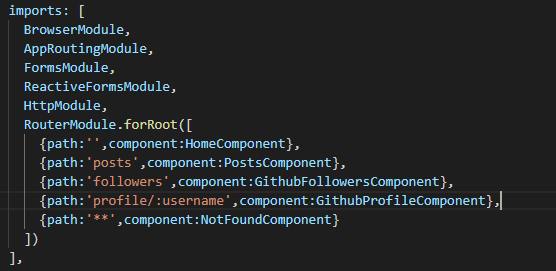 imports: [
BrowserModule,
AppRoutingModule,
FormsModule,
ReactiveFormsModule,
HttpModule,
RouterModule.forRoot([
{path:'',component:HomeComponent},
{path:'posts',component:PostsComponent},
{path:'followers',component:GithubFollowersComponent},
{path:'profile/:username',component:GithubProfileComponent},
{path:'**',component:NotFoundComponent}
])
],